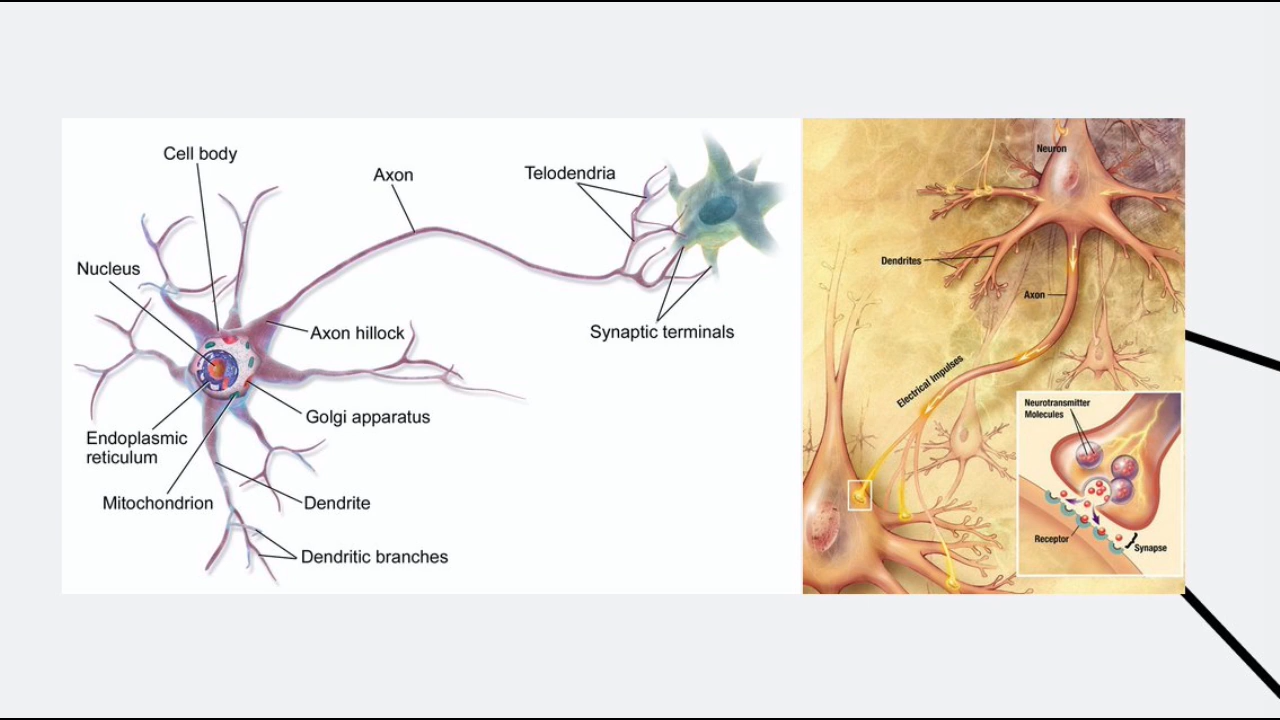 Cell body
Axon
Telodendria
Nucleus
Axon hillock
Synaptic terminals
Golgi apparatus
Endoplasmic
reticulum
Mitochondrion
Dendrite
Dendritic branches
Neuron
Dendrites
Axon
Electrical Impulses
Neurotransmitter
Molecules
Receptor
Synapse